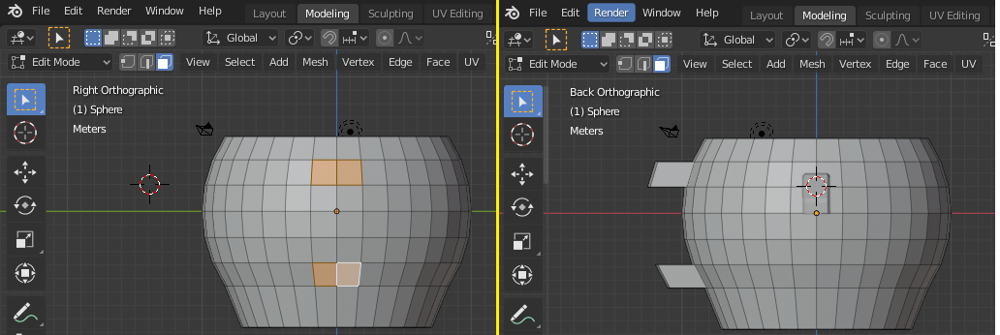 File Edit Render Window Help Layout Modeling Sculpting UV Editing
Global
Edit Mode View Select Add Mesh Vertex Edge Face UV
Right Orthographic
(1) Sphere
Meters
File Edit Render Window Help Layout Modeling Sculpting UV Editing
Global
Edit Mode View Select Add Mesh Vertex Edge Face UV
Back Orthographic
(1) Sphere
Meters